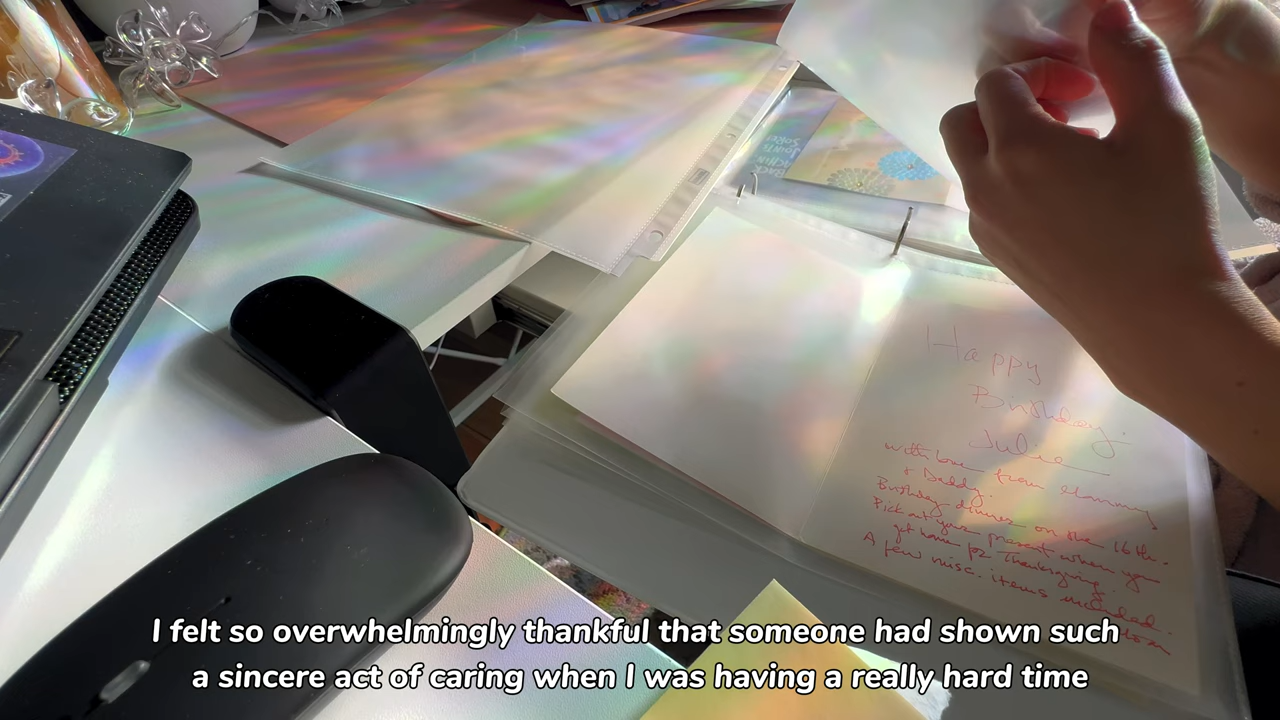 Happy
Birthday.
Julie
with love from Mommy
& Daddy.
Birthday dinner on the 16th.
Pick out your present when you
get home for Thanksgiving.
A few misc. items included.
I felt so overwhelmingly thankful that someone had shown such
a sincere act of caring when I was having a really hard time